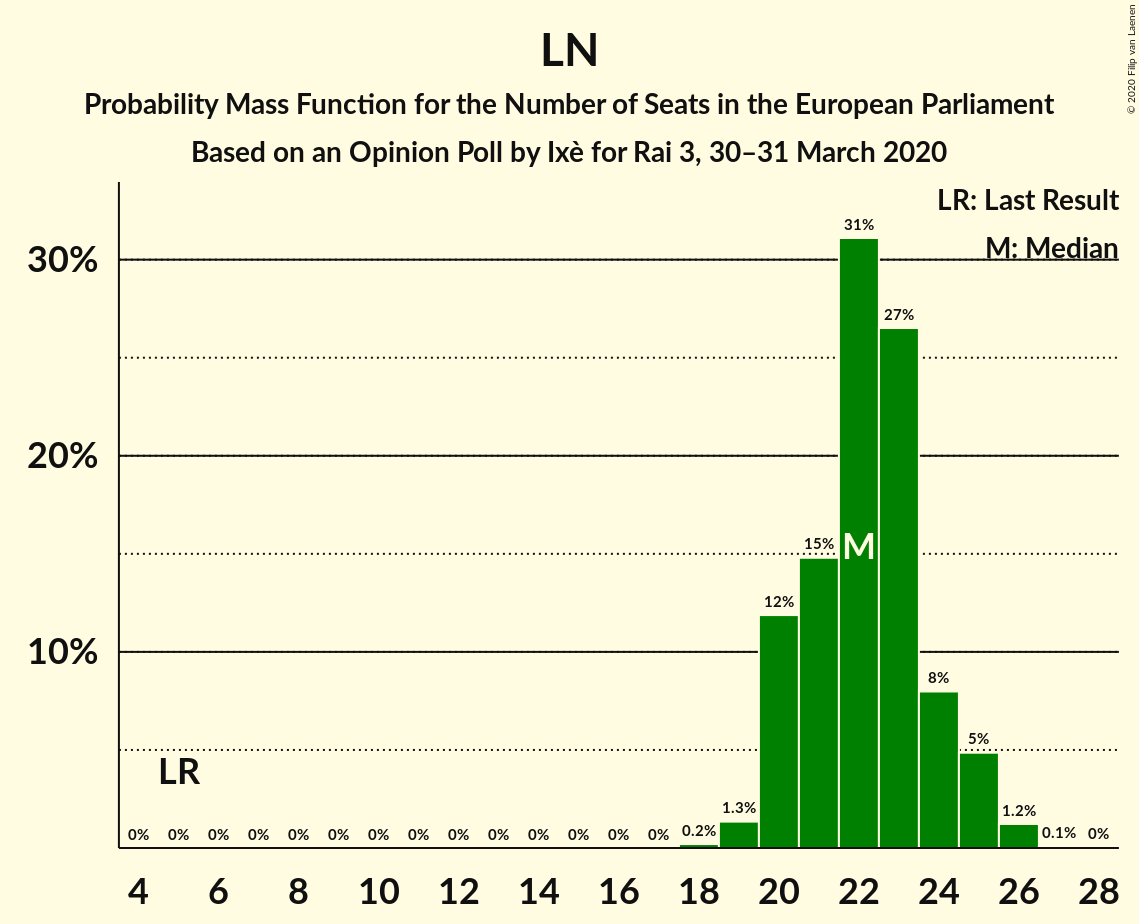 LN
Probability Mass Function for the Number of Seats in the European Parliament
Based on an Opinion Poll by Ixè for Rai 3, 30–31 March 2020
© 2020 Filip van Laenen
LR: Last Result
M: Median
30%
20%
10%
31%
27%
15%
M
12%
8%
5%
LR
0% 0% 0% 0% 0% 0% 0% 0% 0% 0% 0% 0% 0% 0% 0.2% 1.3% 1.2% 0.1% 0%
4 6 8 10 12 14 16 18 20 22 24 26 28